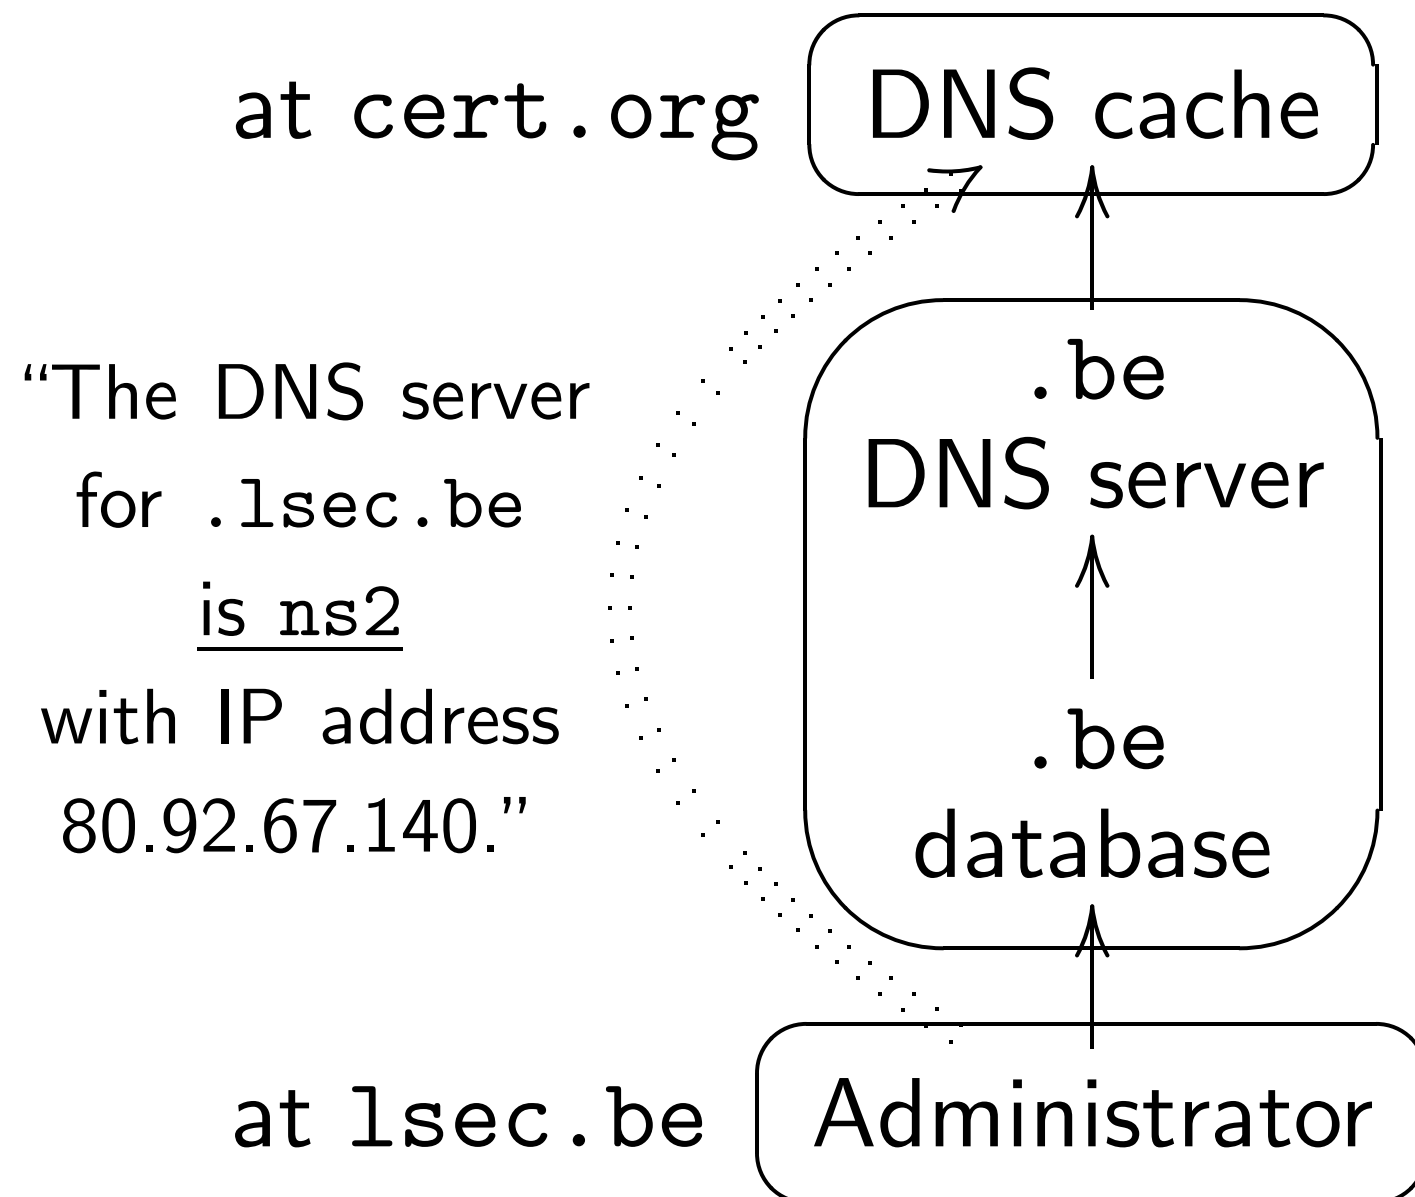 at cert.org DNS cache
“The DNS server
for .lsec.be
is ns2
with IP address
80.92.67.140.”
.be
DNS server
.be
database
at lsec.be Administrator